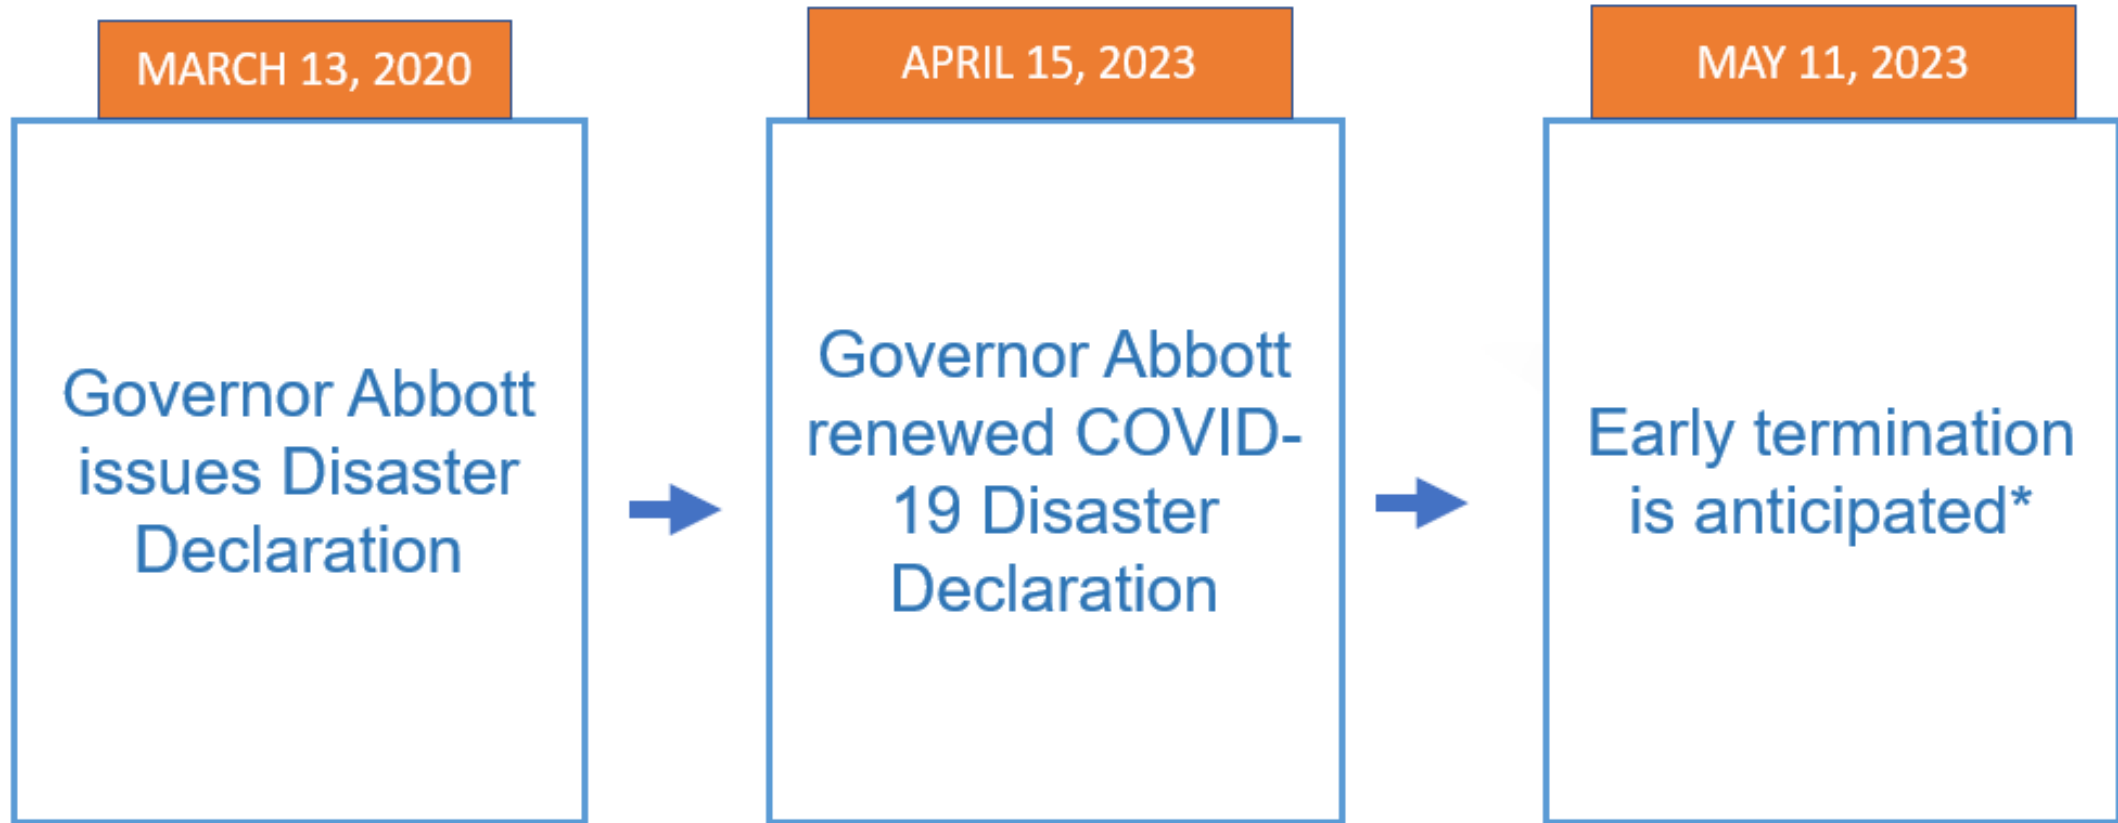 MARCH 13, 2020
Governor Abbott
issues Disaster
Declaration
APRIL 15, 2023
Governor Abbott
renewed COVID-
19 Disaster
Declaration
MAY 11, 2023
Early termination
is anticipated*